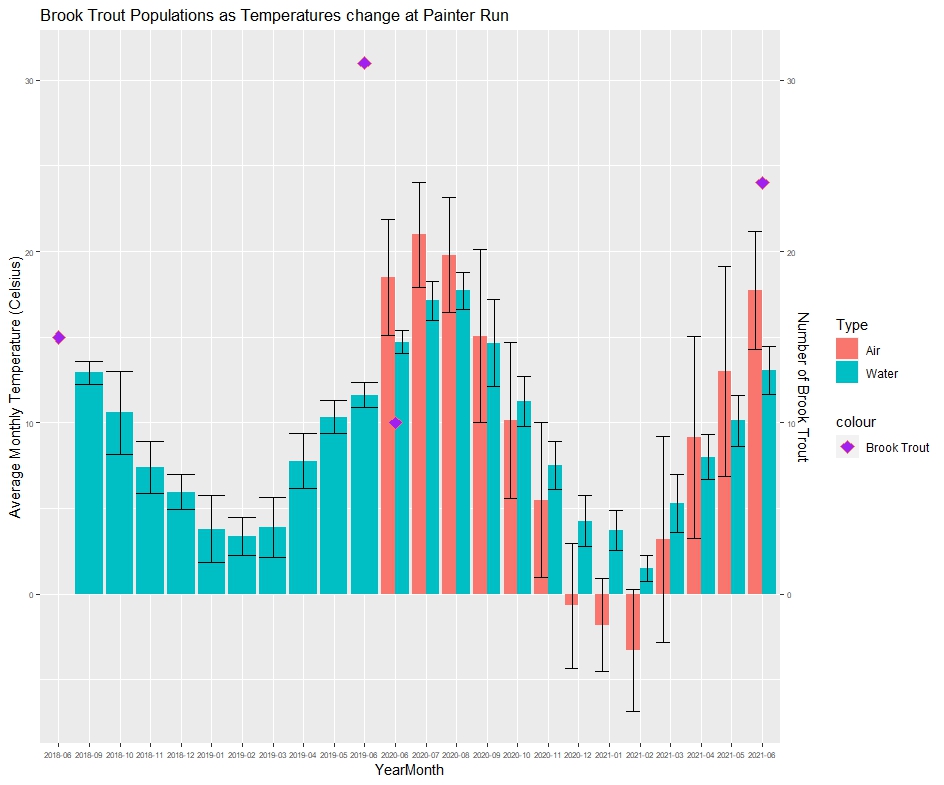 Brook Trout Populations as Temperatures change at Painter Run
Average Monthly Temperature (Celsius)
30
20
10
0
30
20
10
0
Number of Brook Trout
2018-06 2018-09 2018-10 2018-11 2018-12 2019-01 2019-02 2019-03 2019-04 2019-05 2019-06 2020-06 2020-07 2020-08 2020-09 2020-10 2020-11 2020-12 2021-01 2021-02 2021-03 2021-04 2021-05 2021-06
YearMonth
Type
Air
Water
colour
Brook Trout